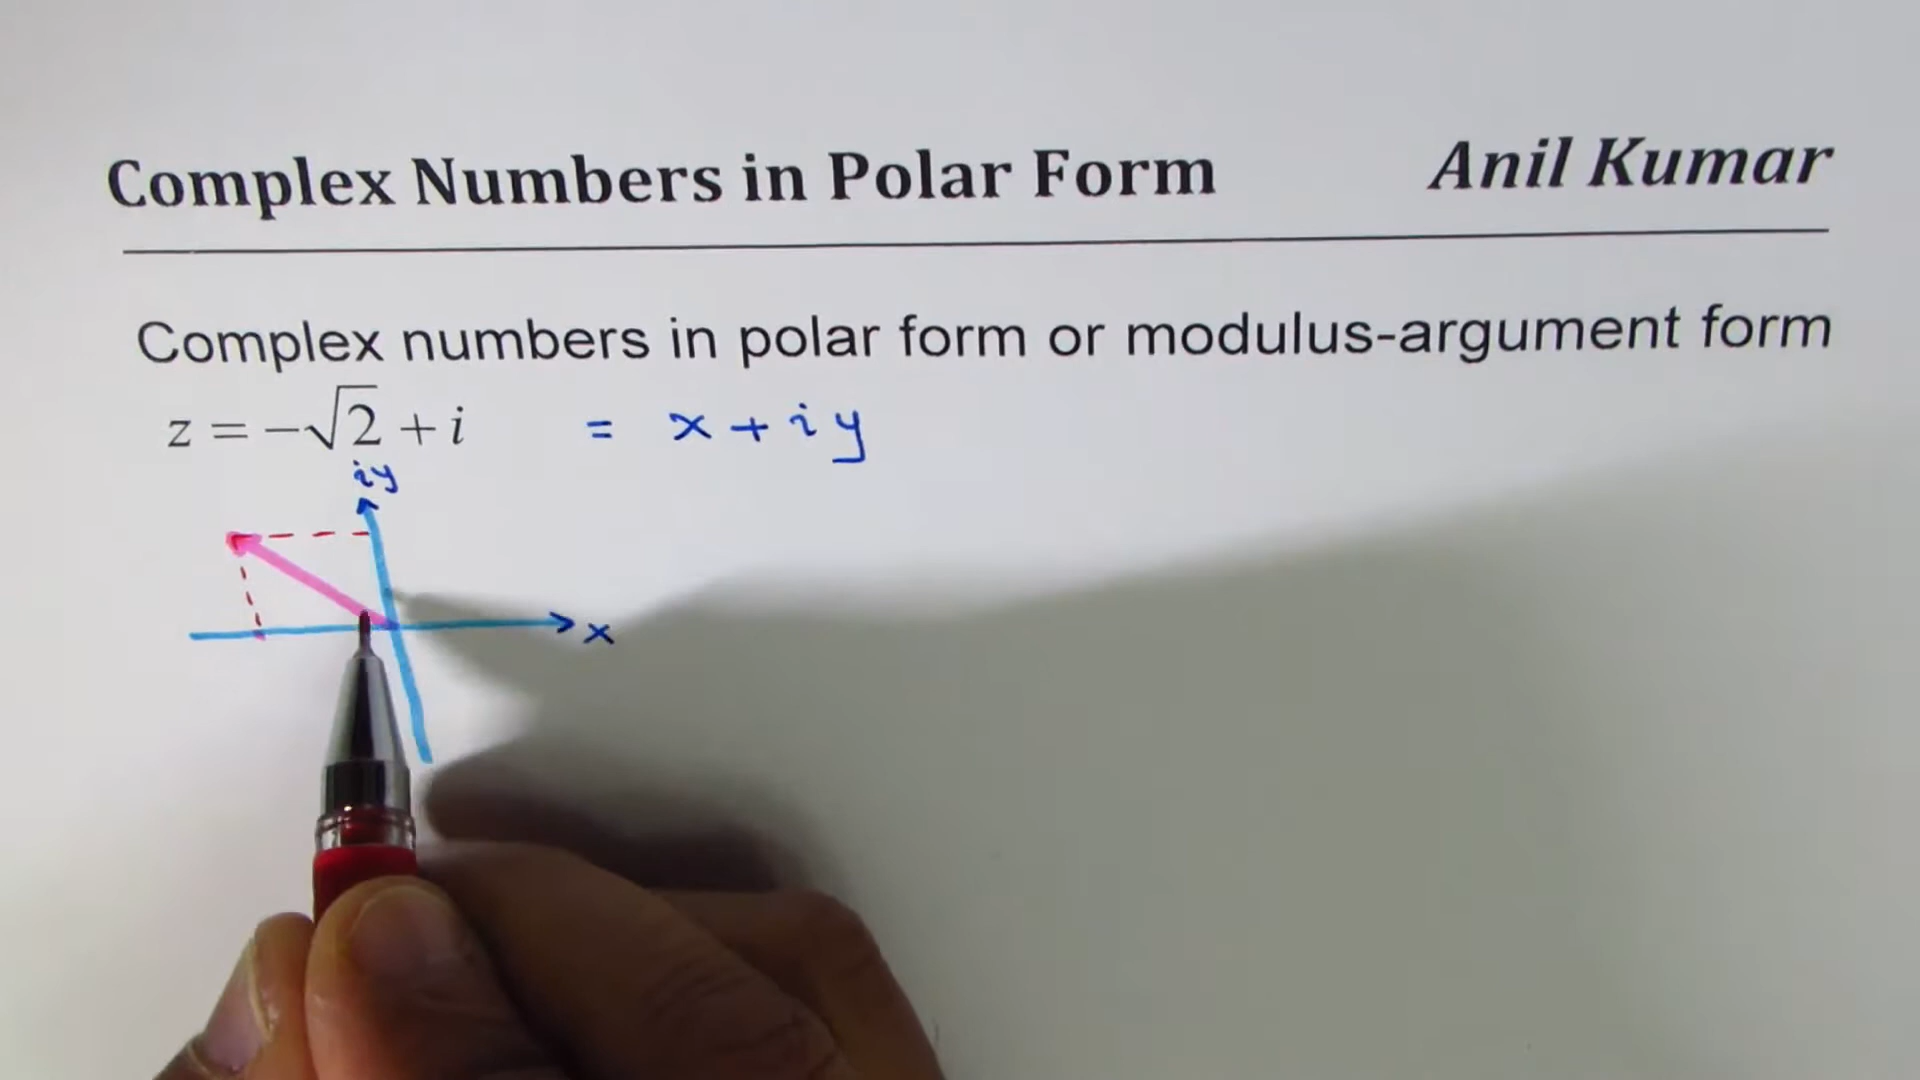 Complex Numbers in Polar Form Anil Kumar
Complex numbers in polar form or modulus-argument form
z = -√2 + i = x + iy
iy
x